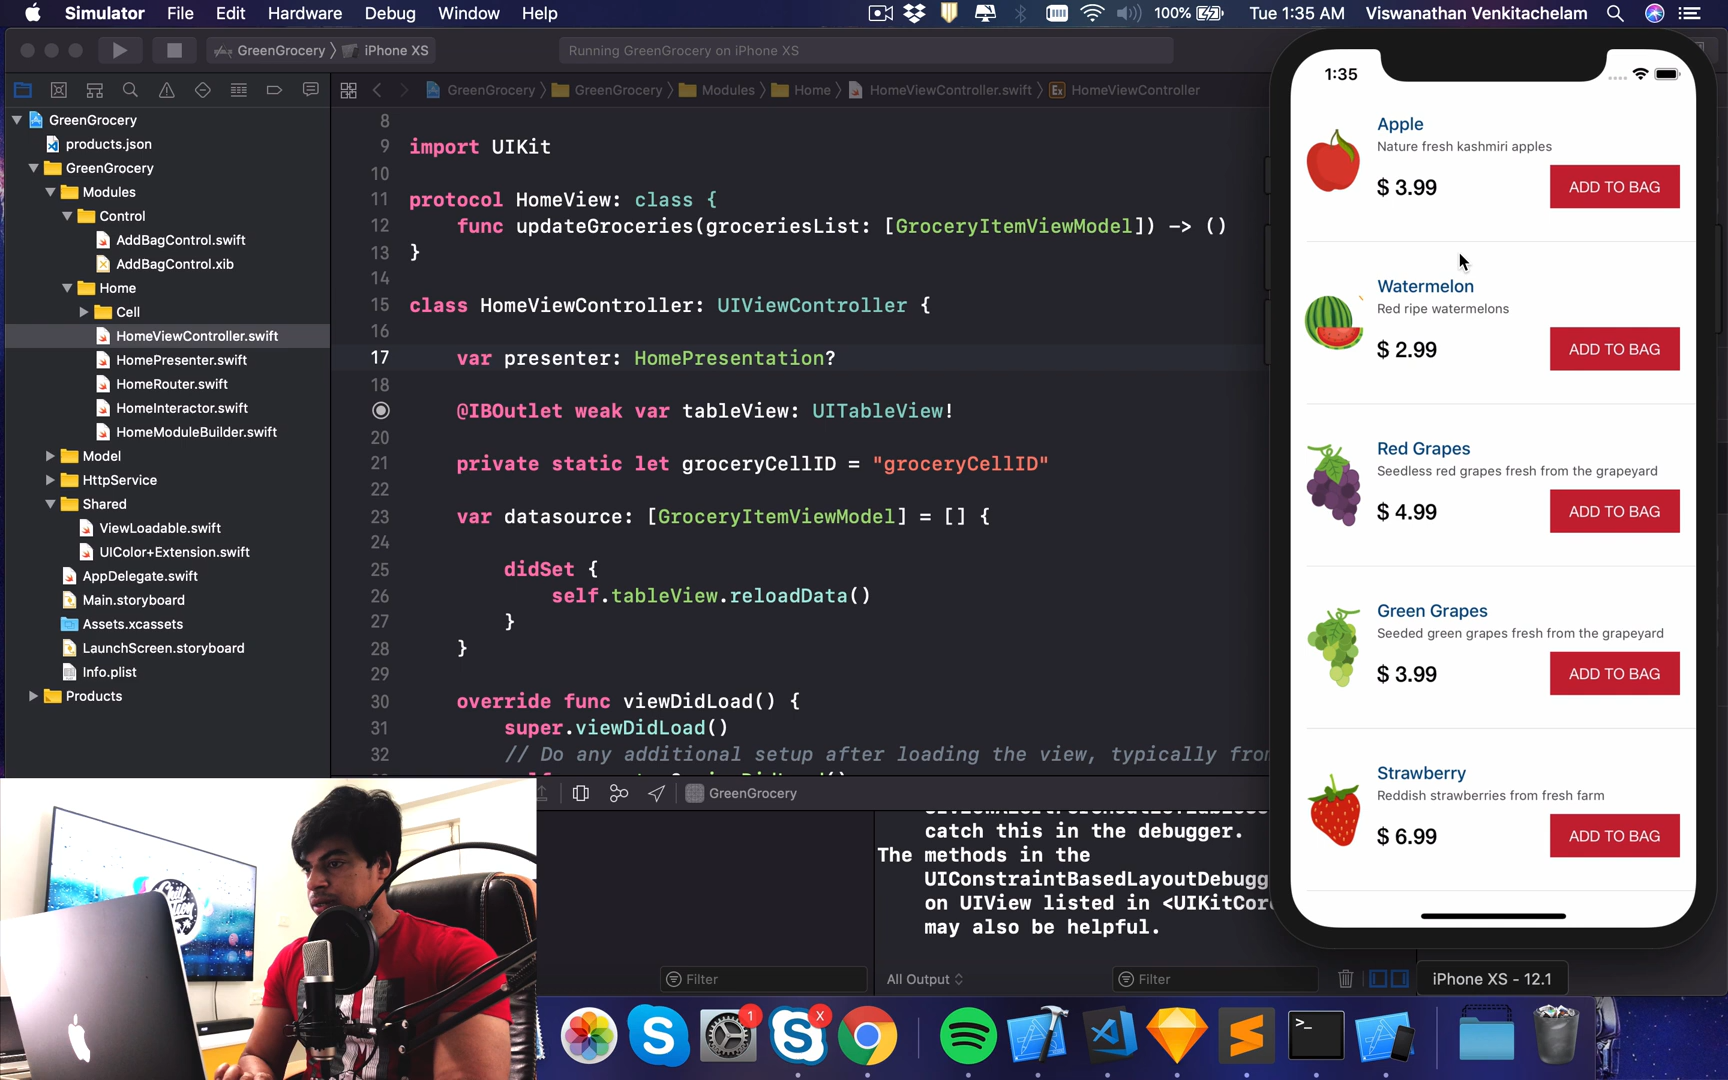 Simulator File Edit Hardware Debug Window Help
100% Tue 1:35 AM Viswanathan Venkitachelam
GreenGrocery iPhone XS
Running GreenGrocery on iPhone XS
GreenGrocery GreenGrocery Modules Home HomeViewController.swift Ex HomeViewController
GreenGrocery
products.json
GreenGrocery
Modules
Control
AddBagControl.swift
AddBagControl.xib
Home
Cell
HomeViewController.swift
HomePresenter.swift
HomeRouter.swift
HomeInteractor.swift
HomeModuleBuilder.swift
Model
HttpService
Shared
ViewLoadable.swift
UIColor+Extension.swift
AppDelegate.swift
Main.storyboard
Assets.xcassets
LaunchScreen.storyboard
Info.plist
Products
8
9 import UIKit
10
11 protocol HomeView: class {
12 func updateGroceries(groceriesList: [GroceryItemViewModel]) -> ()
13 }
14
15 class HomeViewController: UIViewController {
16
17 var presenter: HomePresentation?
18
@IBOutlet weak var tableView: UITableView!
20
21 private static let groceryCellID = "groceryCellID"
22
23 var datasource: [GroceryItemViewModel] = [] {
24
25 didSet {
26 self.tableView.reloadData()
27 }
28 }
29
30 override func viewDidLoad() {
31 super.viewDidLoad()
32 // Do any additional setup after loading the view, typically fro
GreenGrocery
catch this in the debugger.
The methods in the
UIConstraintBasedLayoutDebugg
on UIView listed in <UIKitCor
may also be helpful.
Filter
All Output
Filter
1:35
Apple
Nature fresh kashmiri apples
$ 3.99
ADD TO BAG
Watermelon
Red ripe watermelons
$ 2.99
ADD TO BAG
Red Grapes
Seedless red grapes fresh from the grapeyard
$ 4.99
ADD TO BAG
Green Grapes
Seeded green grapes fresh from the grapeyard
$ 3.99
ADD TO BAG
Strawberry
Reddish strawberries from fresh farm
$ 6.99
ADD TO BAG
iPhone XS - 12.1
1
X